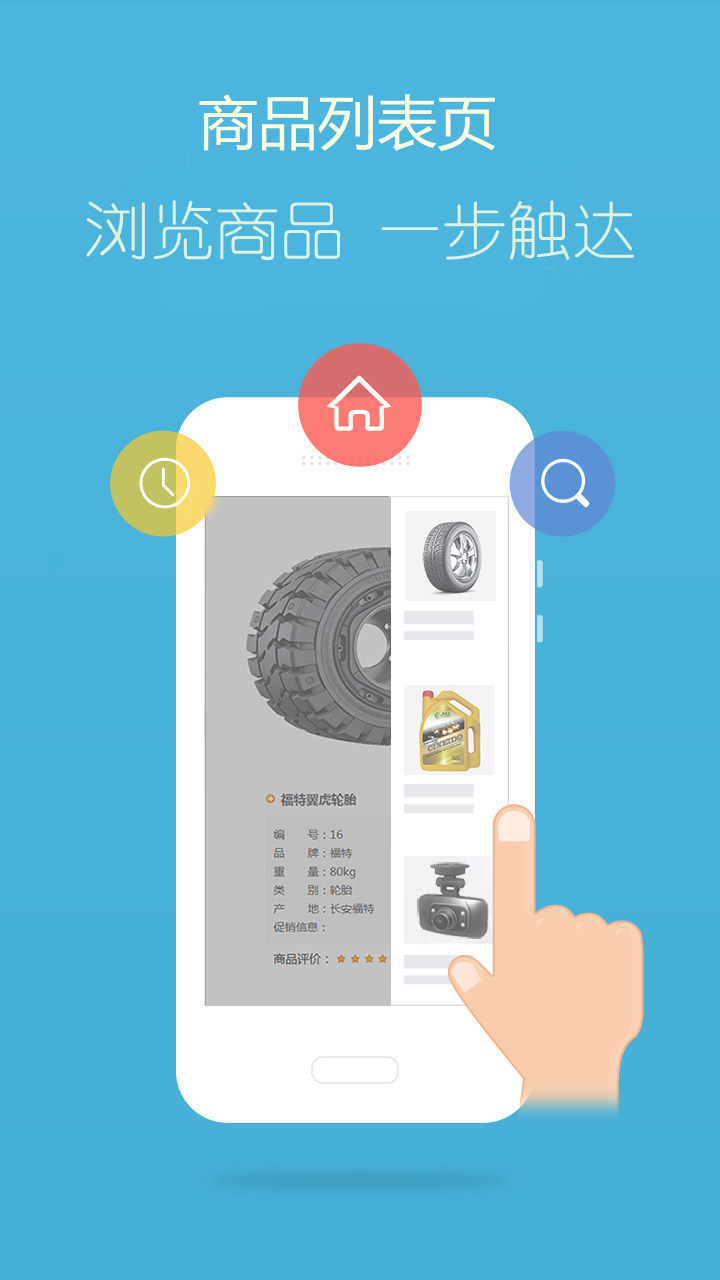 商品列表页
浏览商品 一步触达
福特翼虎轮胎
编 号：16
品 牌：福特
重 量：80kg
类 别：轮胎
产 地：长安福特
促销信息：
商品评价：